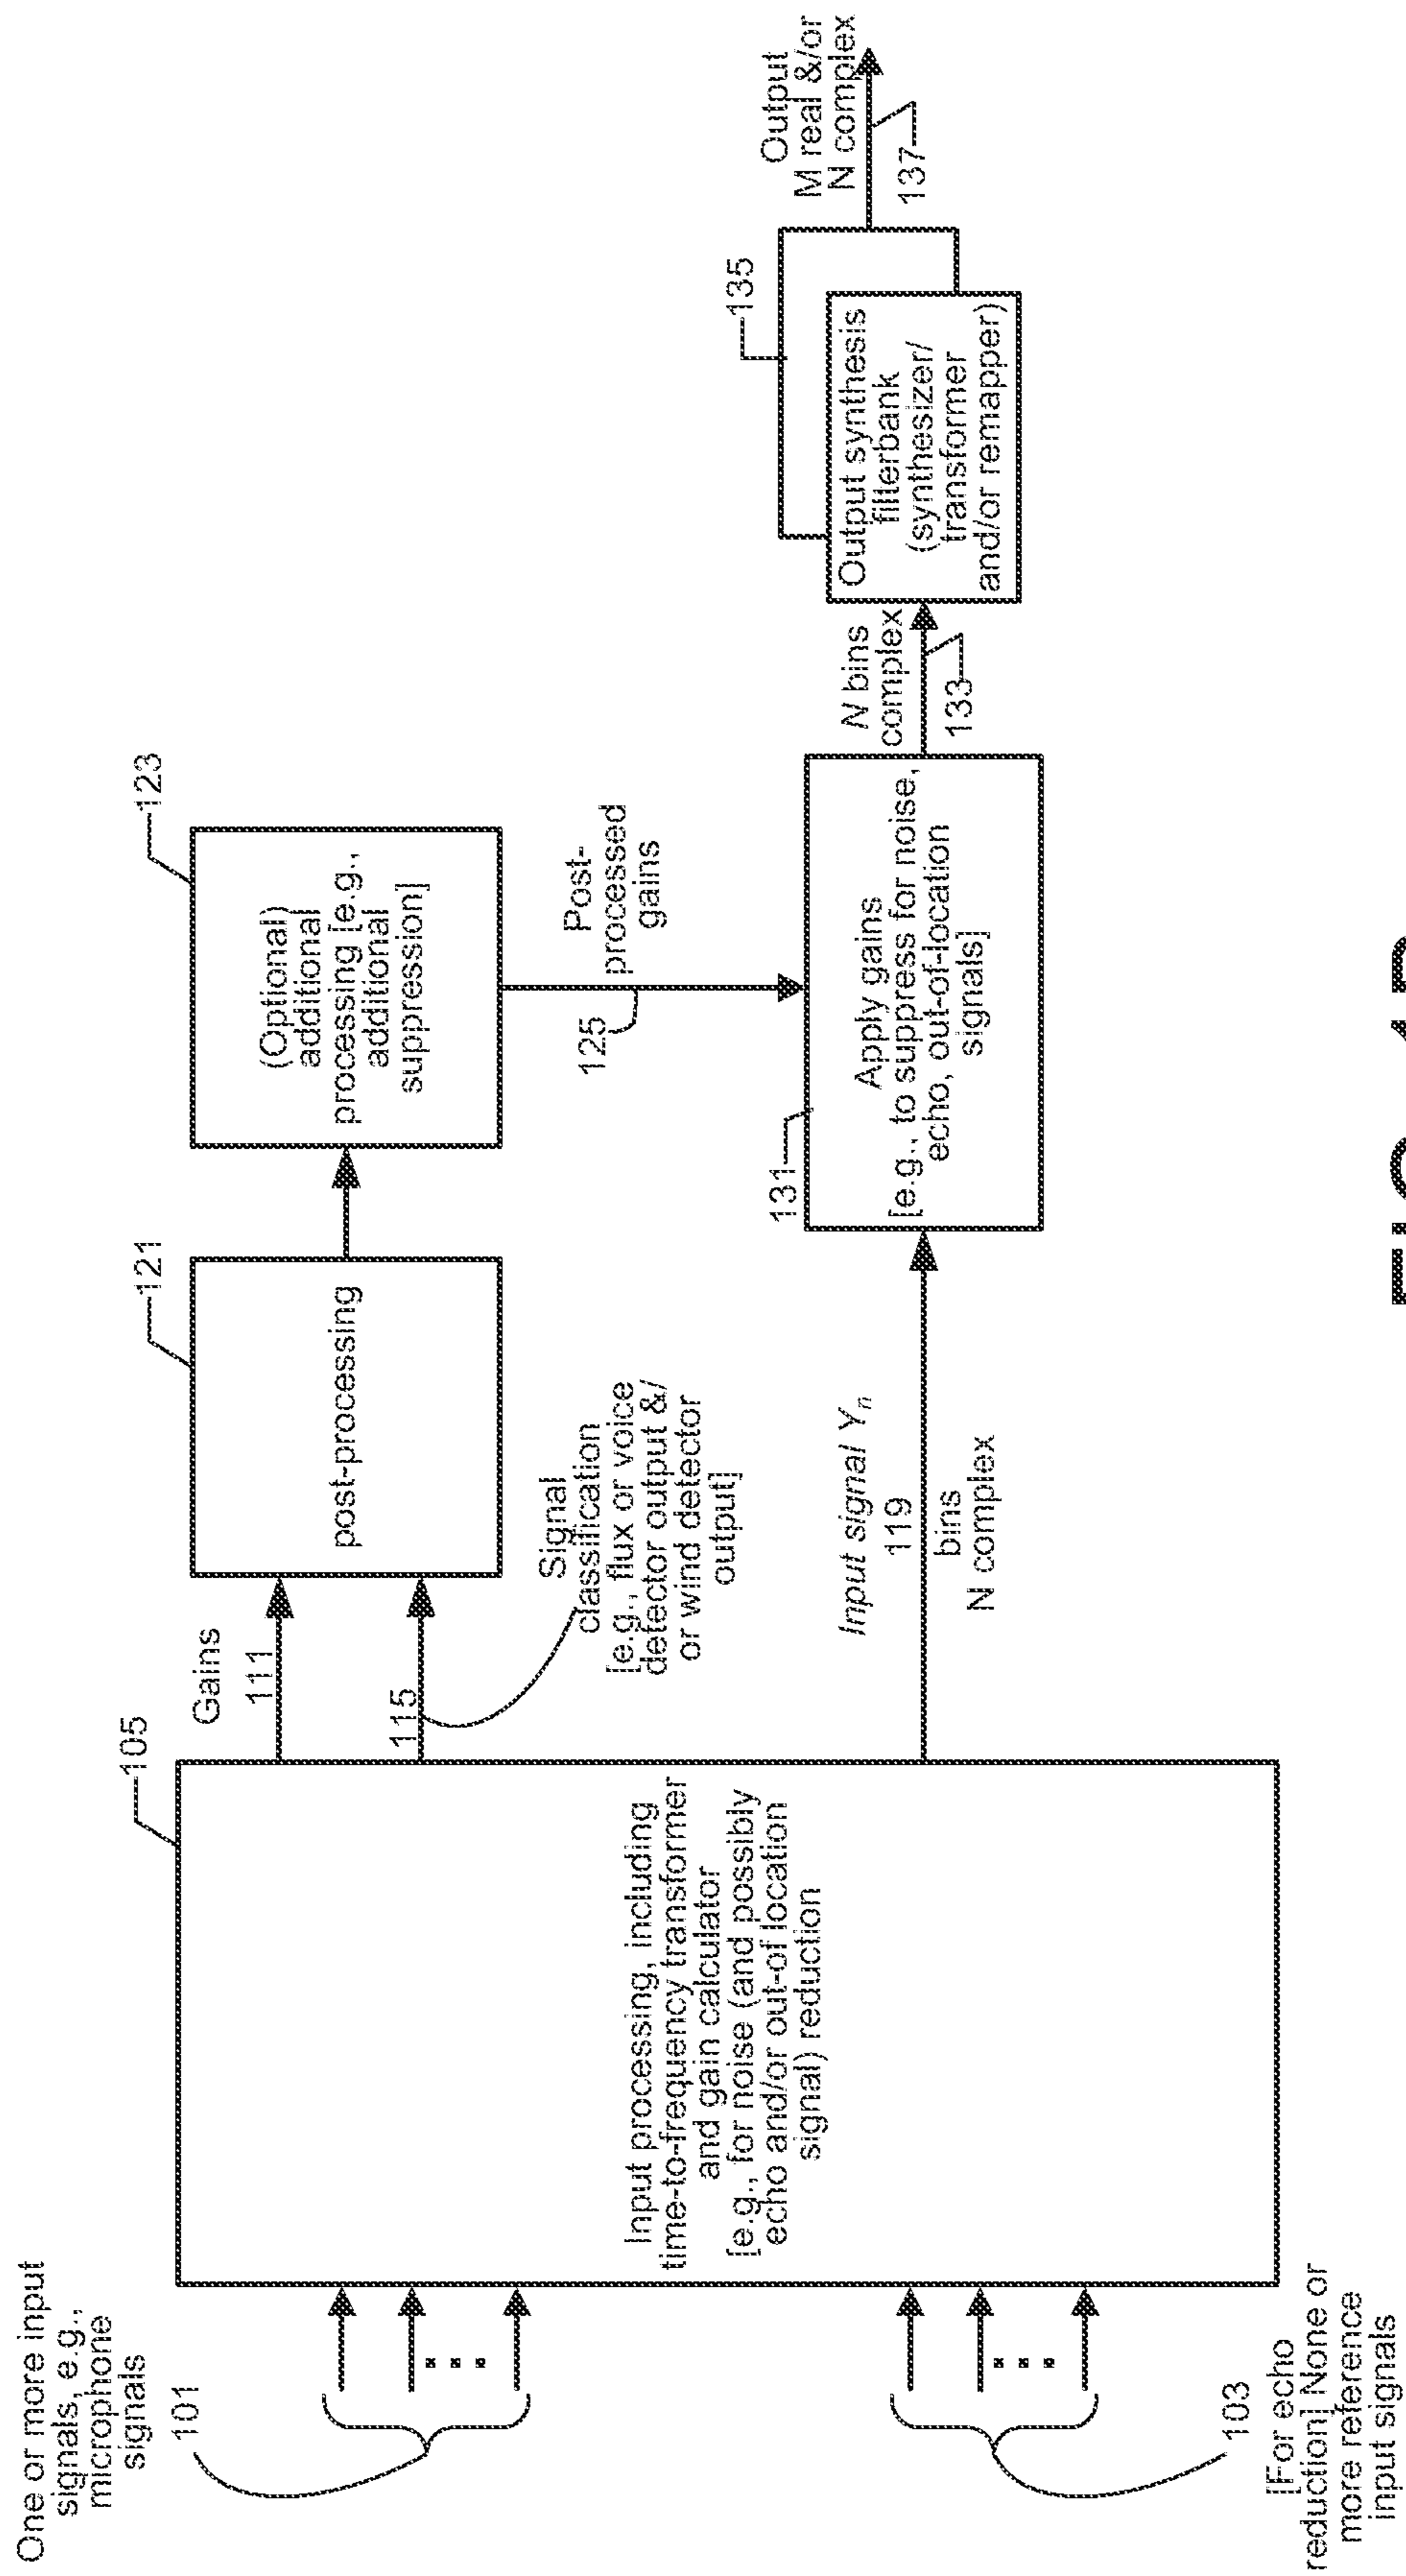 One or more input
signals, e.g.,
microphone
signals
101
[For echo
reduction] None or
more reference
input signals
103
105
Input processing, including
time-to-frequency transformer
and gain calculator
[e.g., for noise (and possibly
echo and/or out-of location
signal) reduction
Gains
111
115
Signal
classification
[e.g., flux or voice
detector output &/
or wind detector
output]
121
post-processing
123
(Optional)
additional
processing [e.g.,
additional
suppression]
125
Post-
processed
gains
Input signal Yn
119
bins
N complex
131
Apply gains
[e.g., to suppress for noise,
echo, out-of-location
signals]
N bins
complex
133
135
Output synthesis
filterbank
(synthesizer/
transformer
and/or remapper)
Output
M real &/or
N complex
137